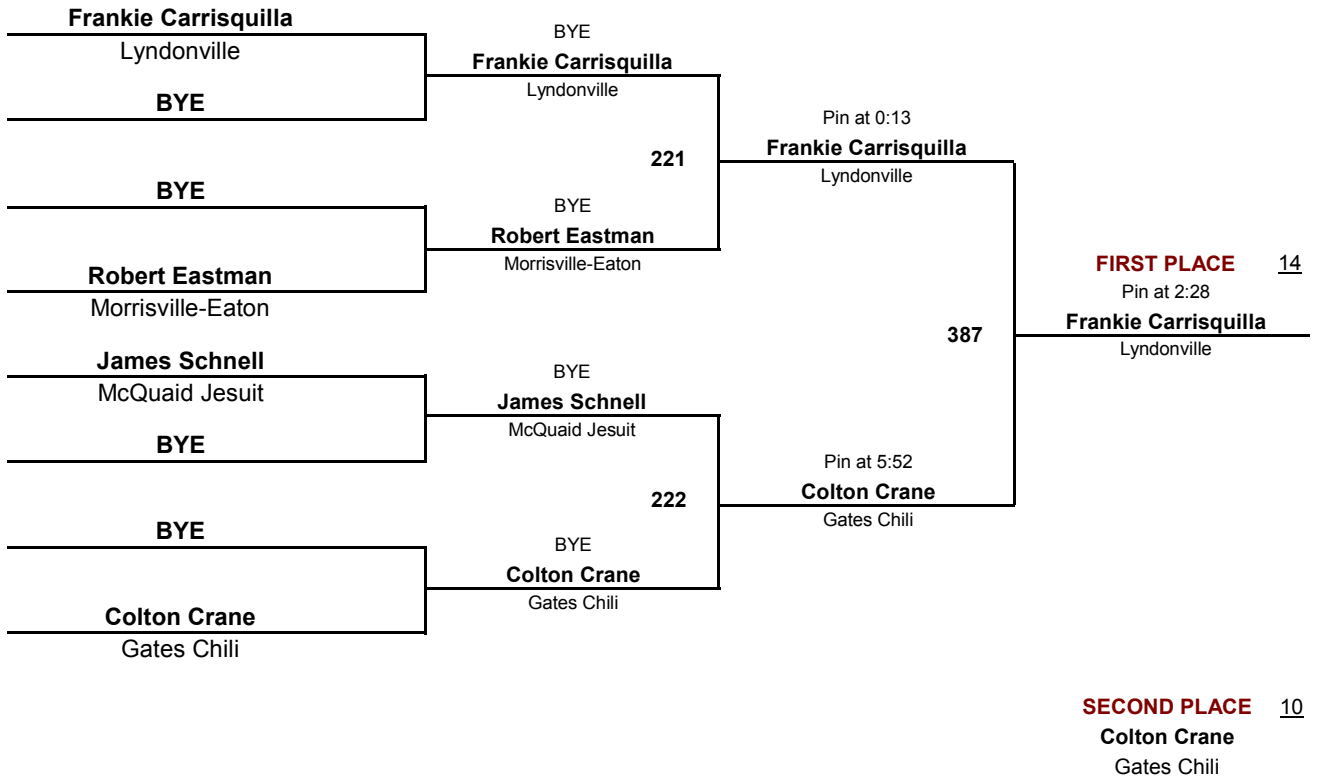 Frankie Carrisquilla
Lyndonville
BYE
BYE
Robert Eastman
Morrisville-Eaton
James Schnell
McQuaid Jesuit
BYE
BYE
Colton Crane
Gates Chili
BYE
Frankie Carrisquilla
Lyndonville
221
BYE
Robert Eastman
Morrisville-Eaton
BYE
James Schnell
McQuaid Jesuit
222
BYE
Colton Crane
Gates Chili
Pin at 0:13
Frankie Carrisquilla
Lyndonville
387
Pin at 5:52
Colton Crane
Gates Chili
FIRST PLACE 14
Pin at 2:28
Frankie Carrisquilla
Lyndonville
SECOND PLACE 10
Colton Crane
Gates Chili